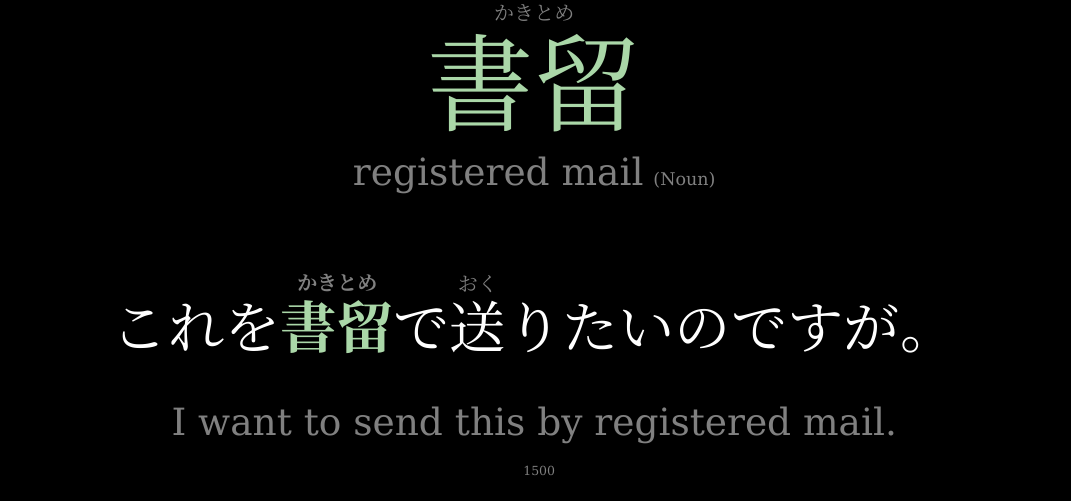 かきとめ
書留
registered mail (Noun)
かきとめ おく
これを書留で送りたいのですが。
I want to send this by registered mail.
1500